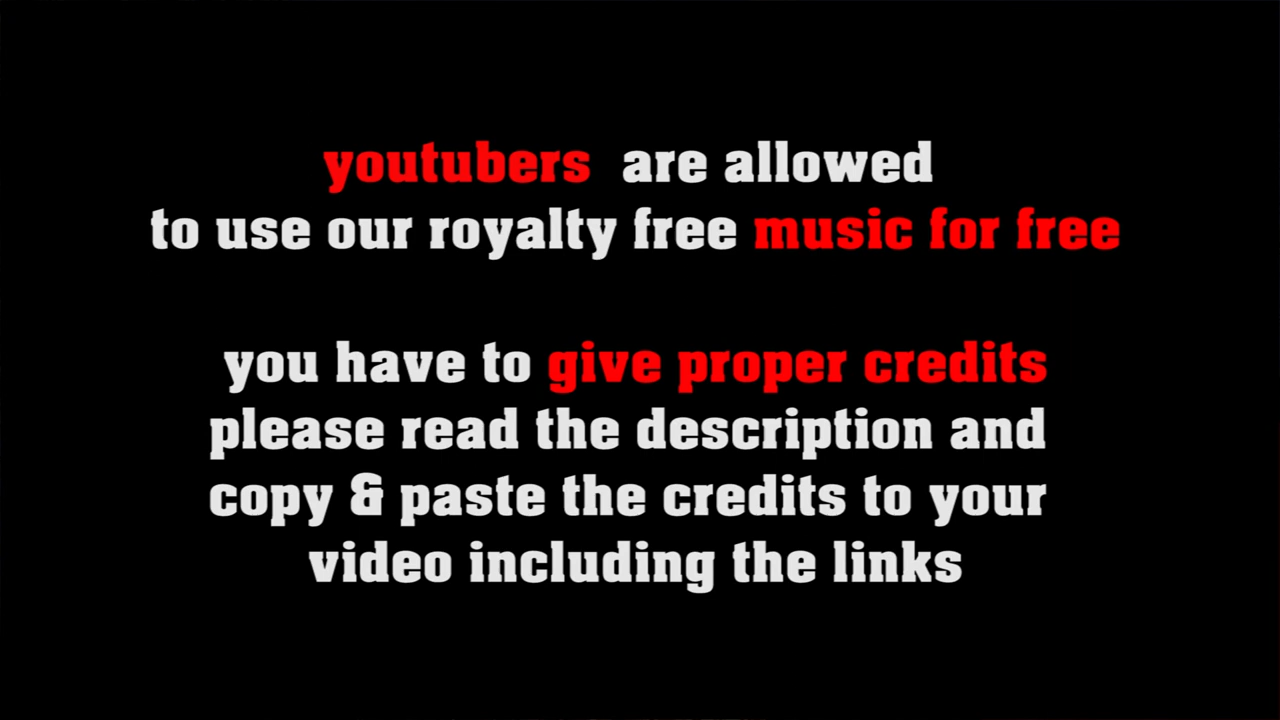 youtubers are allowed
to use our royalty free music for free
you have to give proper credits
please read the description and
copy & paste the credits to your
video including the links